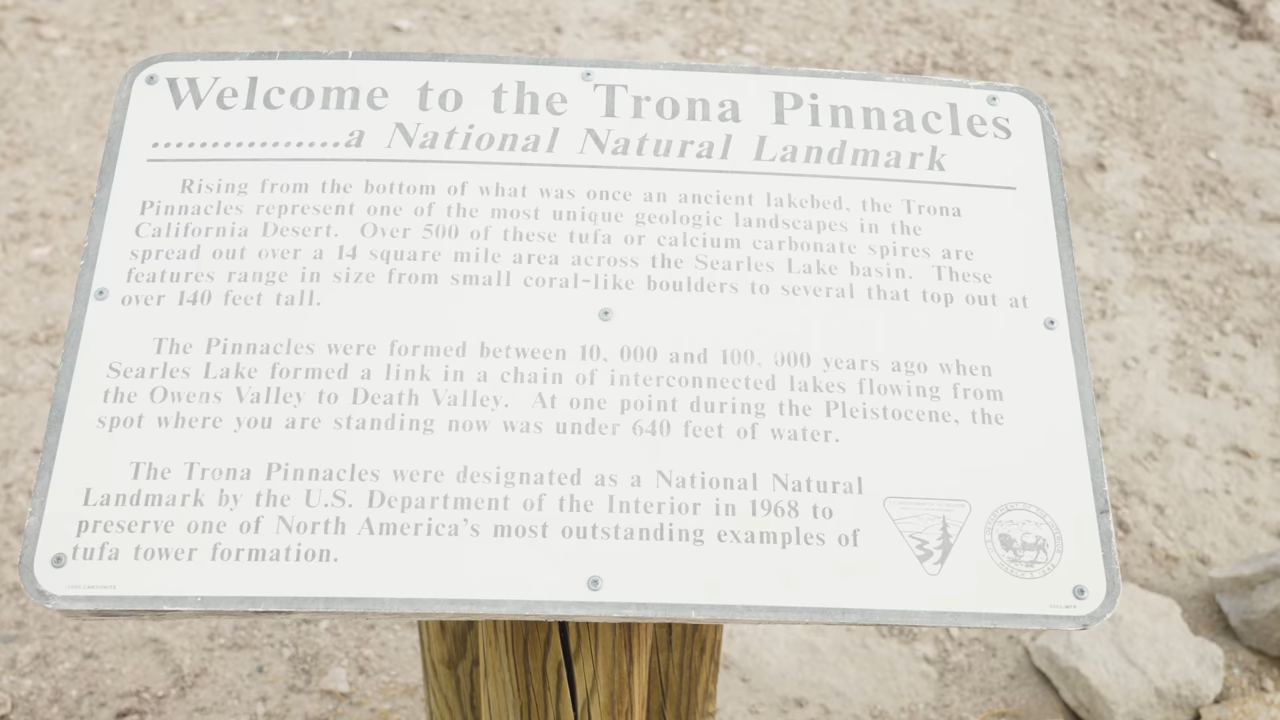 Welcome to the Trona Pinnacles
................a National Natural Landmark
Rising from the bottom of what was once an ancient lakebed, the Trona
Pinnacles represent one of the most unique geologic landscapes in the
California Desert. Over 500 of these tufa or calcium carbonate spires are
spread out over a 14 square mile area across the Searles Lake basin. These
features range in size from small coral-like boulders to several that top out at
over 140 feet tall.
The Pinnacles were formed between 10, 000 and 100, 000 years ago when
Searles Lake formed a link in a chain of interconnected lakes flowing from
the Owens Valley to Death Valley. At one point during the Pleistocene, the
spot where you are standing now was under 640 feet of water.
The Trona Pinnacles were designated as a National Natural
Landmark by the U.S. Department of the Interior in 1968 to
preserve one of North America's most outstanding examples of
tufa tower formation.